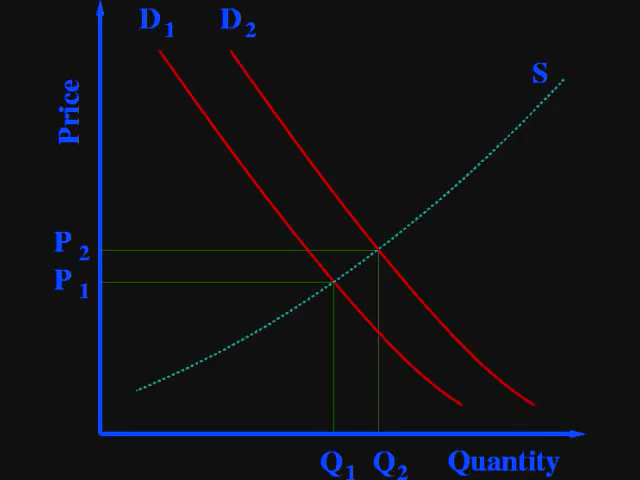 D1 D2
S
Price
P2
P1
Q1 Q2 Quantity